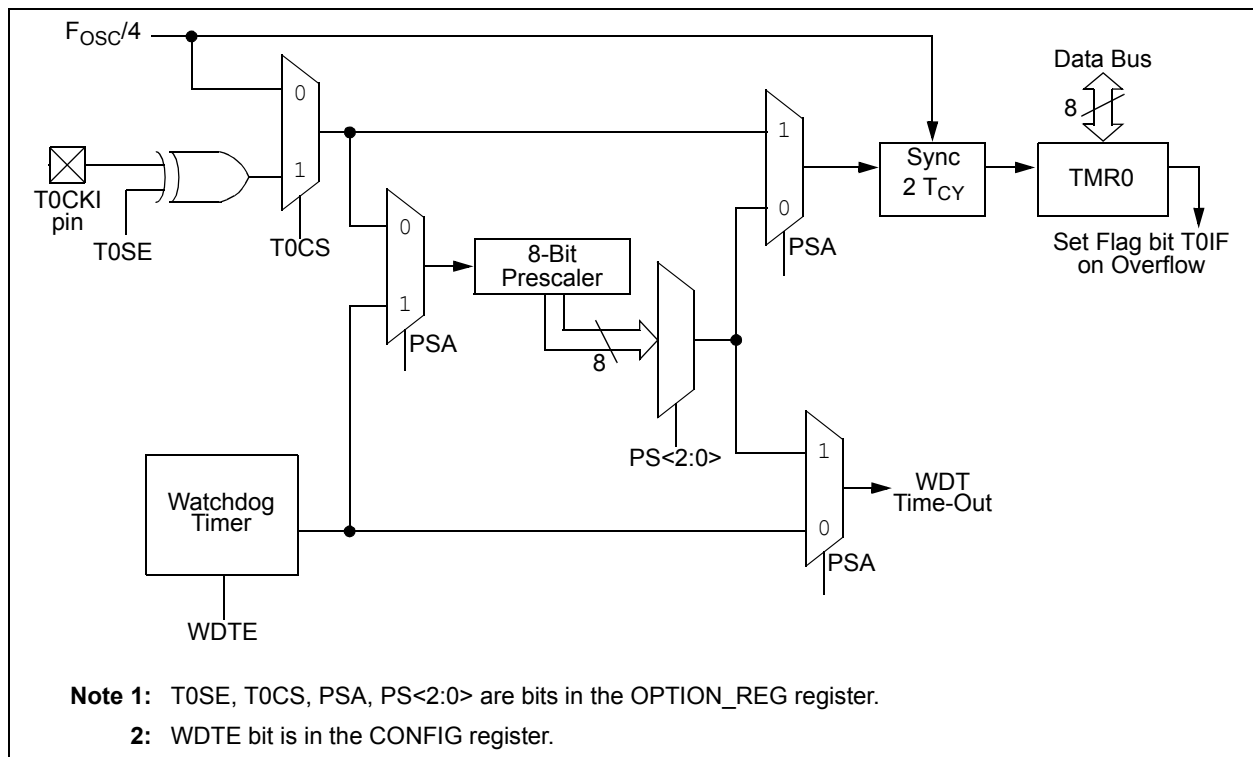 FOSC/4
Data Bus
0
8
1
1
Sync
2 TCY
TMR0
T0CKI
pin
T0SE
T0CS
0
0
PSA
8-Bit
Prescaler
Set Flag bit T0IF
on Overflow
1
PSA
8
PS<2:0>
1
WDT
Time-Out
Watchdog
Timer
0
PSA
WDTE
Note 1: T0SE, T0CS, PSA, PS<2:0> are bits in the OPTION_REG register.
2: WDTE bit is in the CONFIG register.